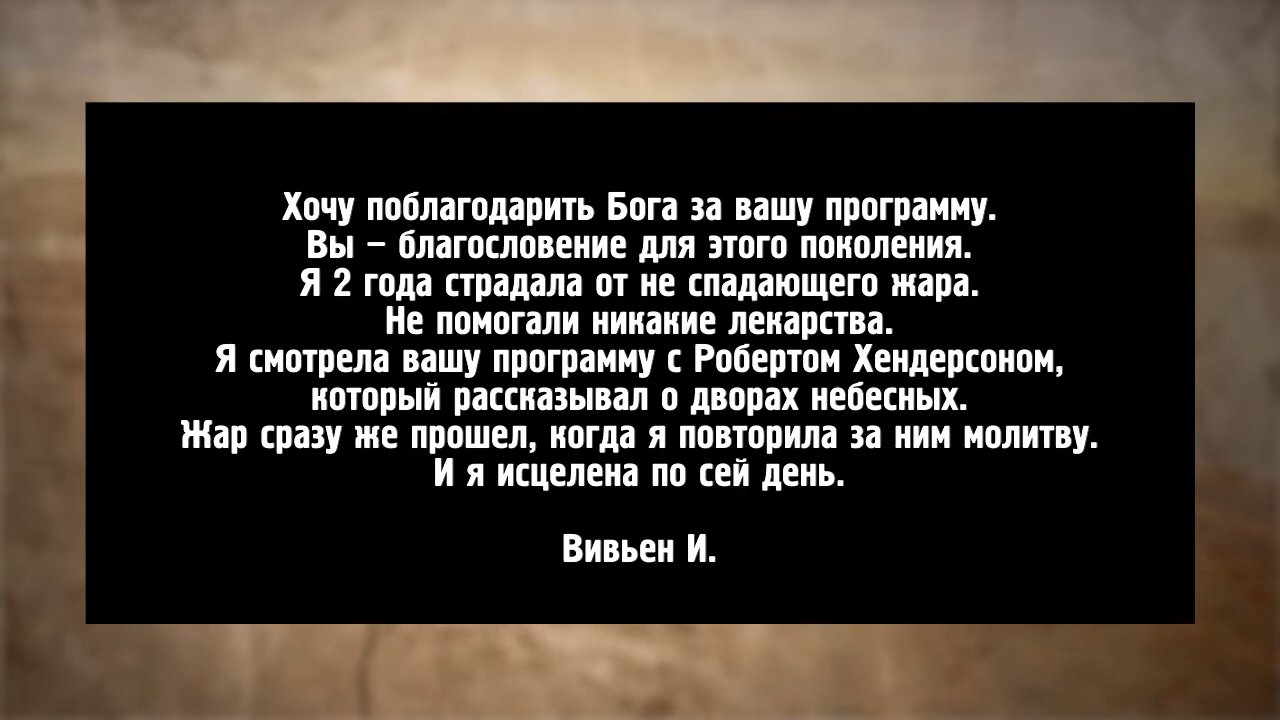 Хочу поблагодарить Бога за вашу программу.
Вы – благословение для этого поколения.
Я 2 года страдала от не спадающего жара.
Не помогали никакие лекарства.
Я смотрела вашу программу с Робертом Хендерсоном,
который рассказывал о дворах небесных.
Жар сразу же прошел, когда я повторила за ним молитву.
И я исцелена по сей день.
Вивьен И.